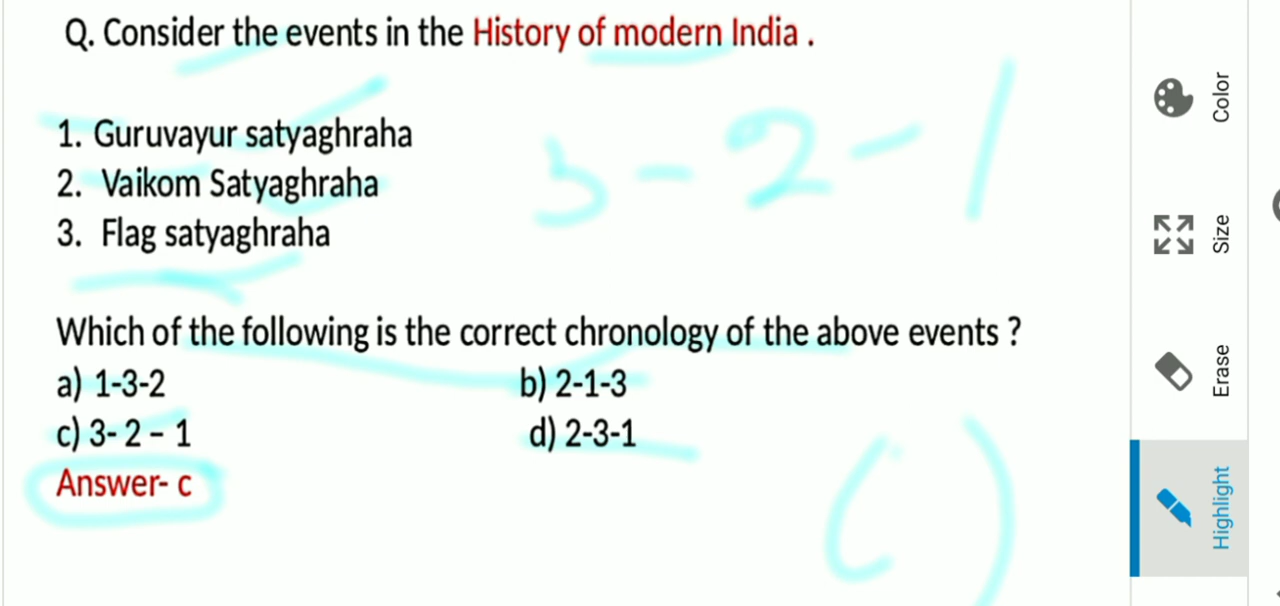 Q. Consider the events in the History of modern India .
1. Guruvayur satyaghraha
2. Vaikom Satyaghraha
3. Flag satyaghraha
3-2-1
Which of the following is the correct chronology of the above events ?
a) 1-3-2
b) 2-1-3
c) 3- 2 – 1
d) 2-3-1
Answer- c
Color
Size
Erase
Highlight